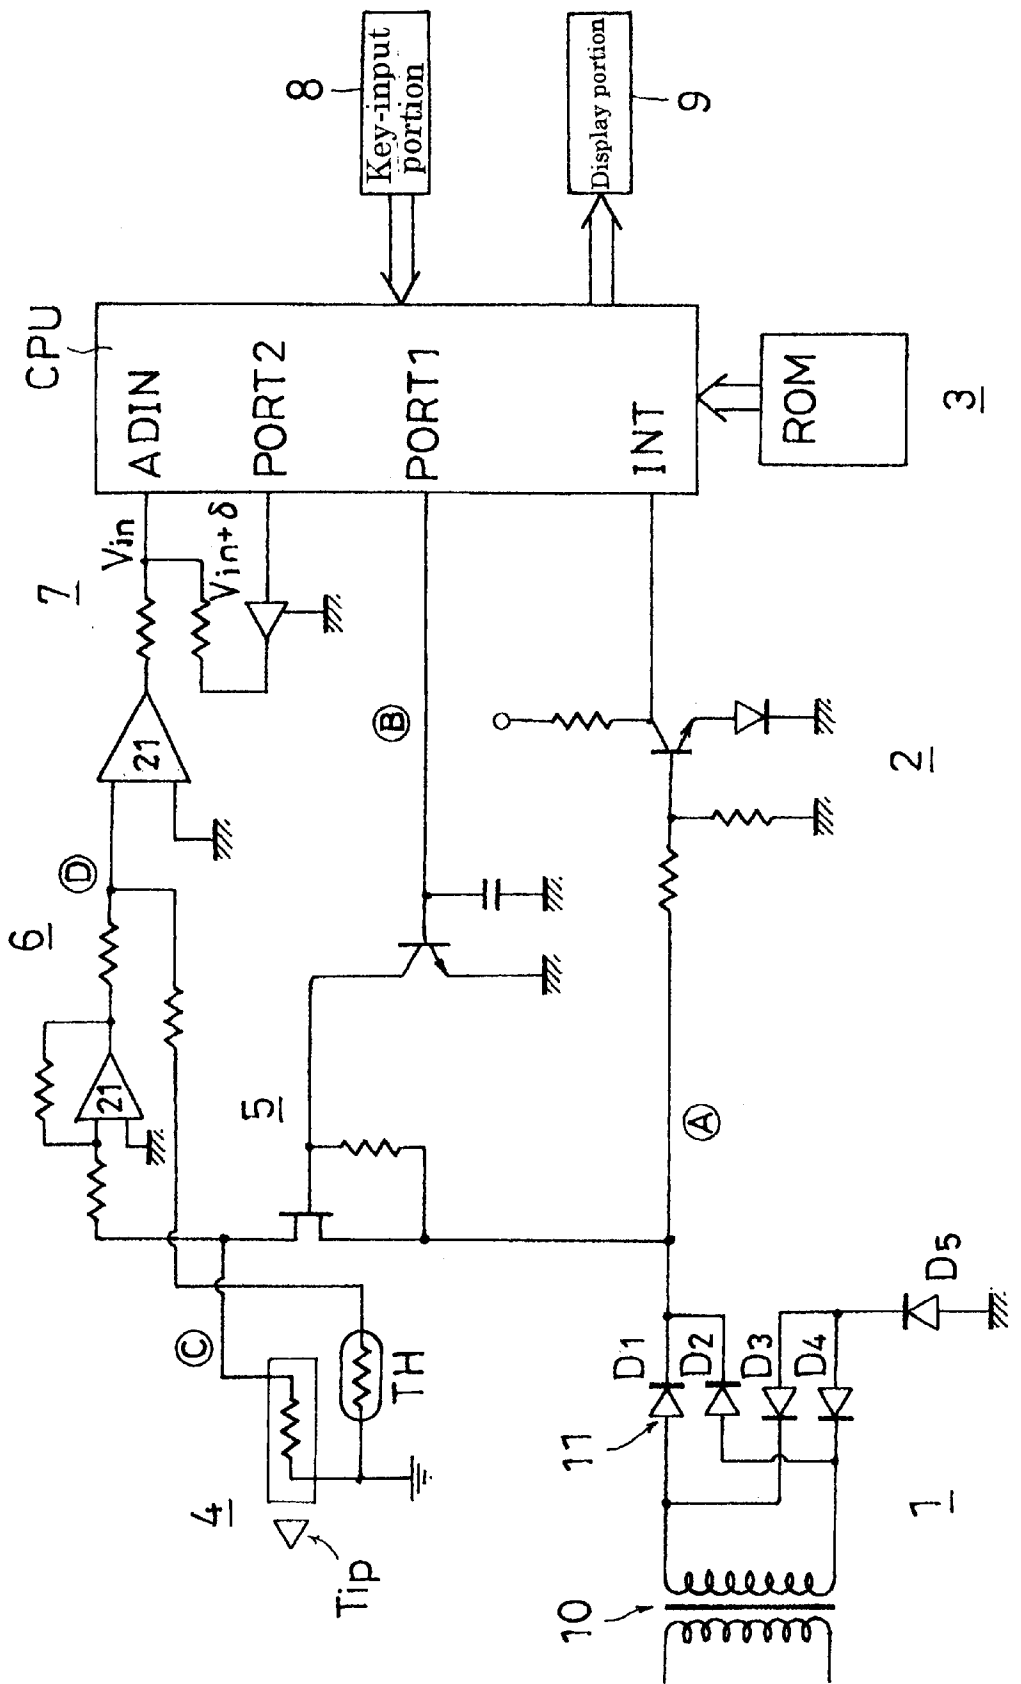 CPU
8
Key-input
portion
Display portion
9
ADIN
PORT2
PORT1
INT
ROM
3
7
Vin
Vin+δ
21
D
B
2
6
21
5
A
C
TH
4
Tip
D1
D2
D3
D4
D5
11
10
1